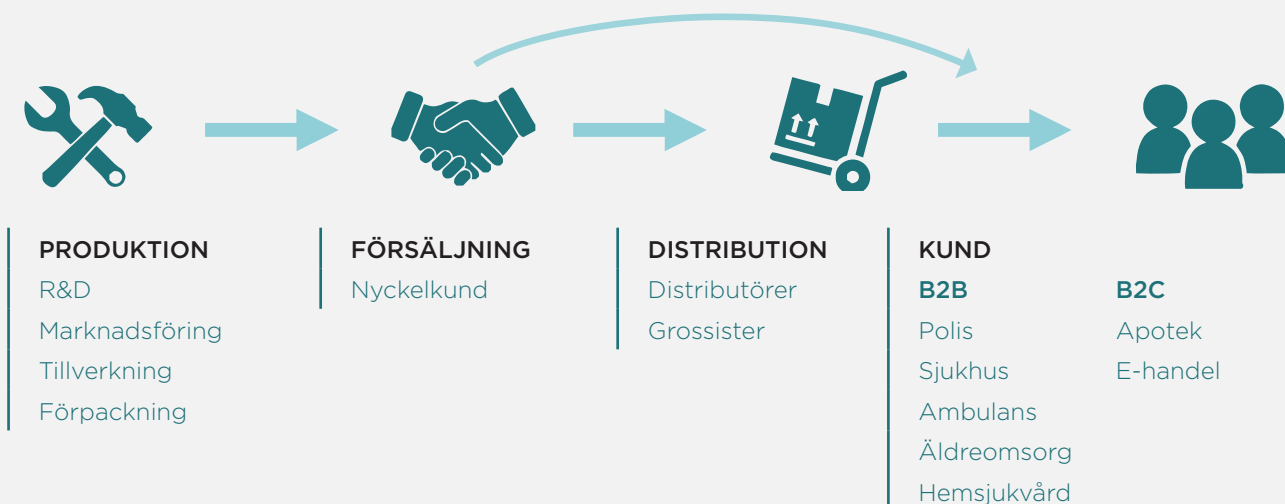 PRODUKTION
R&D
Marknadsföring
Tillverkning
Förpackning
FÖRSÄLJNING
Nyckelkund
DISTRIBUTION
Distributörer
Grossister
KUND
B2B
Polis
Sjukhus
Ambulans
Äldreomsorg
Hemsjukvård
B2C
Apotek
E-handel